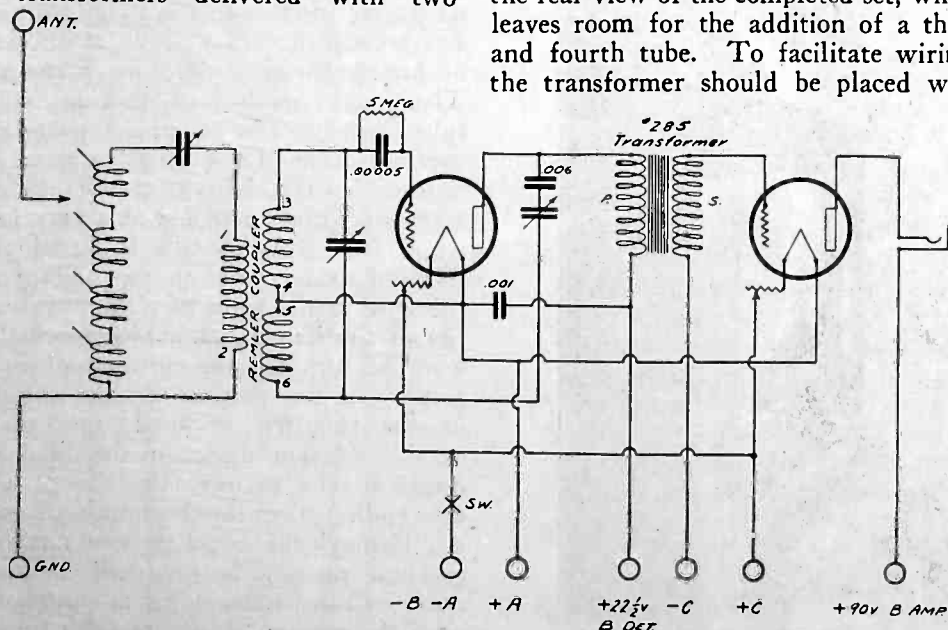 transformers delivered with two
the rear view of the completed set, wh
leaves room for the addition of a th
and fourth tube. To facilitate wirin
the transformer should be placed w
ANT.
5 MEG
.00005
.006
#285
Transformer
P.
S.
3
4
5
6
2
REMLER COUPLER
.001
SW.
GND.
-B -A
+A
+22½v
B DET.
-C
+C
+90v B AMP